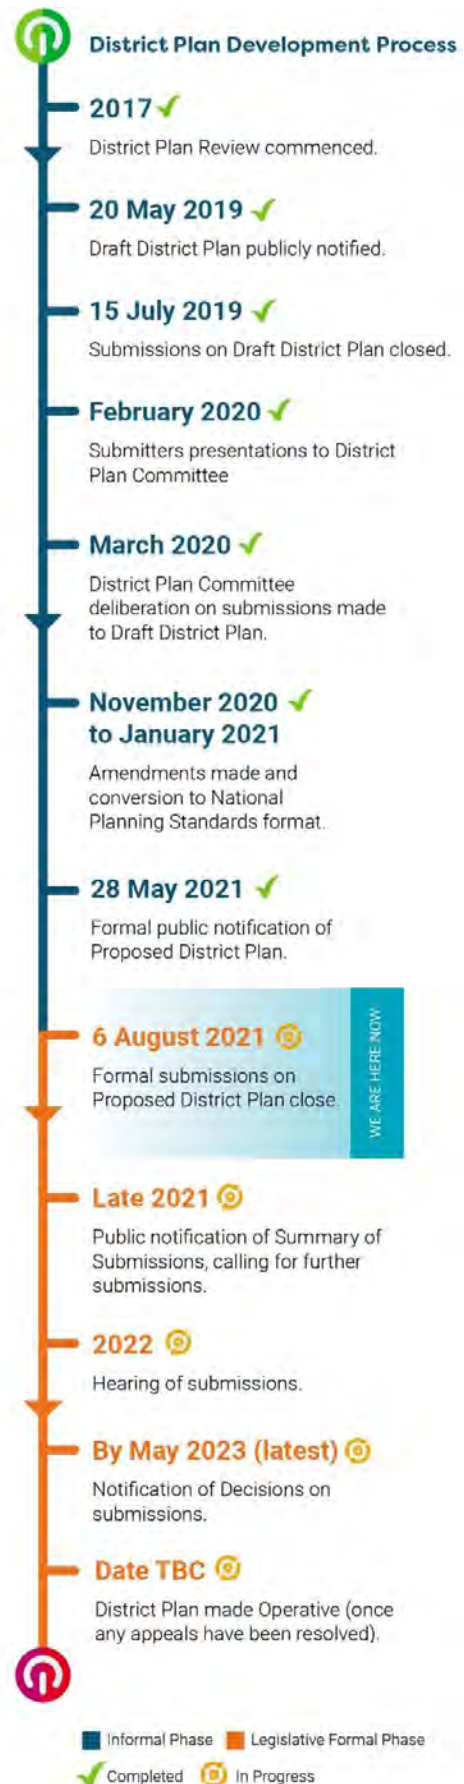 District Plan Development Process
2017
District Plan Review commenced.
20 May 2019
Draft District Plan publicly notified.
15 July 2019
Submissions on Draft District Plan closed.
February 2020
Submitters presentations to District
Plan Committee
March 2020
District Plan Committee
deliberation on submissions made
to Draft District Plan.
November 2020
to January 2021
Amendments made and
conversion to National
Planning Standards format.
28 May 2021
Formal public notification of
Proposed District Plan.
6 August 2021
Formal submissions on
Proposed District Plan close.
WE ARE HERE NOW
Late 2021
Public notification of Summary of
Submissions, calling for further
submissions.
2022
Hearing of submissions.
By May 2023 (latest)
Notification of Decisions on
submissions.
Date TBC
District Plan made Operative (once
any appeals have been resolved).
Informal Phase Legislative Formal Phase
Completed In Progress